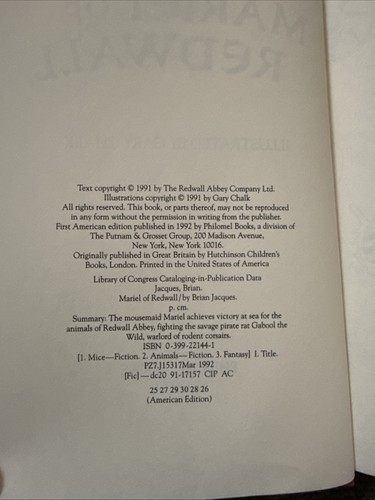 MARIEL OF
REDWALL
Text copyright © 1991 by The Redwall Abbey Company Ltd.
Illustrations copyright © 1991 by Gary Chalk
All rights reserved. This book, or parts thereof, may not be reproduced
in any form without the permission in writing from the publisher.
First American edition published in 1992 by Philomel Books, a division of
The Putnam & Grosset Group, 200 Madison Avenue,
New York, New York 10016.
Originally published in Great Britain by Hutchinson Children's
Books, London. Printed in the United States of America
Library of Congress Cataloging-in-Publication Data
Jacques, Brian.
Mariel of Redwall/by Brian Jacques.
p. cm.
Summary: The mousemaid Mariel achieves victory at sea for the
animals of Redwall Abbey, fighting the savage pirate rat Gabool the
Wild, warlord of rodent corsairs.
ISBN 0-399-22144-1
[1. Mice—Fiction. 2. Animals—Fiction. 3. Fantasy] I. Title.
PZ7.J15317Mar 1992
[Fic]—dc20 91-17157 CIP AC
25 27 29 30 28 26
(American Edition)